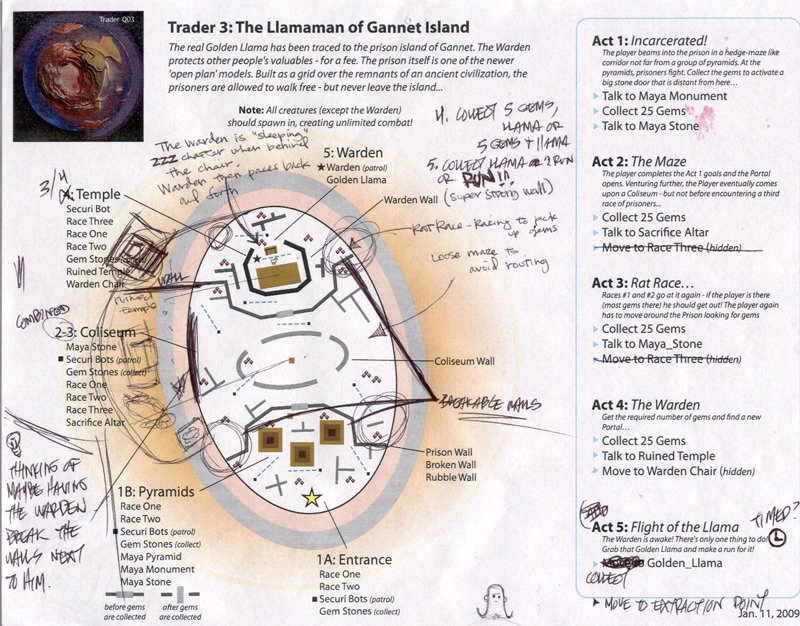 Trader Q03
Trader 3: The Llamaman of Gannet Island
The real Golden Llama has been traced to the prison island of Gannet. The Warden
protects other people's valuables - for a fee. The prison itself is one of the newer
'open plan' models. Built as a grid over the remnants of an ancient civilization, the
prisoners are allowed to walk free - but never leave the island...
Note: All creatures (except the Warden)
should spawn in, creating unlimited combat!
The Warden is "sleeping"
ZZZ chatter when behind
the chair.
Warden then paces back
and forth
4. COLLECT 5 GEMS,
LLAMA OR
5 GEMS + 1 LLAMA
5. COLLECT LLAMA & RUN
OR RUN!!
(super strong wall)
5: Warden
Warden (patrol)
Golden Llama
Warden Wall
Rat Race - Racing to pick
up gems
Loose maze to
avoid routing
3/4
4: Temple
Securi Bot
Race Three
Race One
Race Two
Gem Stones (collect)
Ruined Temple
Warden Chair
WALL
ruined
temple
COMBINED
2-3: Coliseum
Maya Stone
Securi Bots (patrol)
Gem Stones (collect)
Race One
Race Two
Race Three
Sacrifice Altar
Coliseum Wall
BREAKABLE WALLS
Prison Wall
Broken Wall
Rubble Wall
THINKING OF
MAYBE HAVING
THE WARDEN
BREAK THE
WALLS NEXT
TO HIM.
1B: Pyramids
Race One
Race Two
Securi Bots (patrol)
Gem Stones (collect)
Maya Pyramid
Maya Monument
Maya Stone
before gems
are collected
after gems
are collected
1A: Entrance
Race One
Race Two
Securi Bots (patrol)
Gem Stones (collect)
Act 1: Incarcerated!
The player beams into the prison in a hedge-maze like
corridor not far from a group of pyramids. At the
pyramids, prisoners fight. Collect the gems to activate a
big stone door that is distant from here…
Talk to Maya Monument
Collect 25 Gems
Talk to Maya Stone
Act 2: The Maze
The player completes the Act 1 goals and the Portal
opens. Venturing further, the Player eventually comes
upon a Coliseum - but not before encountering a third
race of prisoners...
Collect 25 Gems
Talk to Sacrifice Altar
Move to Race Three (hidden)
Act 3: Rat Race…
Races #1 and #2 go at it again - if the player is there
(most gems there) he should get out! The player again
has to move around the Prison looking for gems
Collect 25 Gems
Talk to Maya_Stone
Move to Race Three (hidden)
Act 4: The Warden
Get the required number of gems and find a new
Portal…
Collect 25 Gems
Talk to Ruined Temple
Move to Warden Chair (hidden)
Act 5: Flight of the Llama
TIMED?
The Warden is awake! There's only one thing to do!
Grab that Golden Llama and make a run for it!
Golden_Llama
COLLECT
MOVE TO EXTRACTION POINT
Jan. 11, 2009